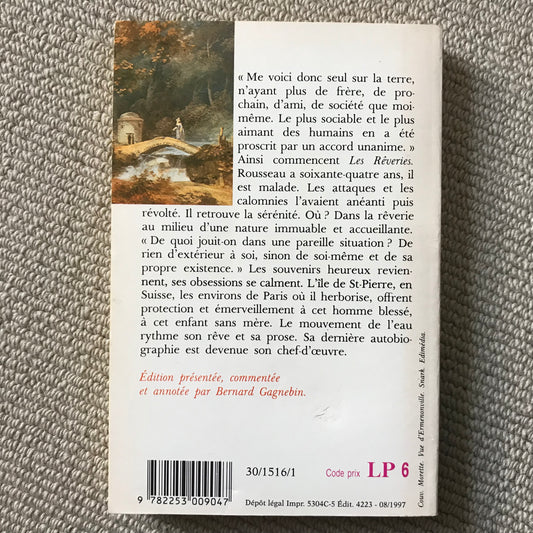 « Me voici donc seul sur la terre,
n'ayant plus de frère, de pro-
chain, d'ami, de société que moi-
même. Le plus sociable et le plus
aimant des humains en a été
proscrit par un accord unanime. »
Ainsi commencent Les Rêveries.
Rousseau a soixante-quatre ans, il
est malade. Les attaques et les
calomnies l'avaient anéanti puis
révolté. Il retrouve la sérénité. Où ? Dans la rêverie
au milieu d'une nature immuable et accueillante.
« De quoi jouit-on dans une pareille situation ? De
rien d'extérieur à soi, sinon de soi-même et de sa
propre existence. » Les souvenirs heureux revien-
nent, ses obsessions se calment. L'île de St-Pierre, en
Suisse, les environs de Paris où il herborise, offrent
protection et émerveillement à cet homme blessé,
à cet enfant sans mère. Le mouvement de l'eau
rythme son rêve et sa prose. Sa dernière autobio-
graphie est devenue son chef-d'œuvre.
Édition présentée, commentée
et annotée par Bernard Gagnebin.
30/1516/1
Code prix LP 6
9 782253 009047
Dépôt légal Impr. 5304C-5 Édit. 4223 - 08/1997
Couv. Morette. Vue d'Ermenonville. Snark. Edimédia.